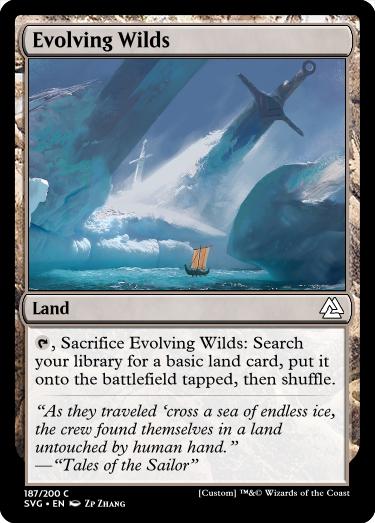 Evolving Wilds
Land
, Sacrifice Evolving Wilds: Search
your library for a basic land card, put it
onto the battlefield tapped, then shuffle.
“As they traveled ‘cross a sea of endless ice,
the crew found themselves in a land
untouched by human hand.”
—“Tales of the Sailor”
187/200 C
SVG • EN ZP ZHANG
[Custom] ™&© Wizards of the Coast